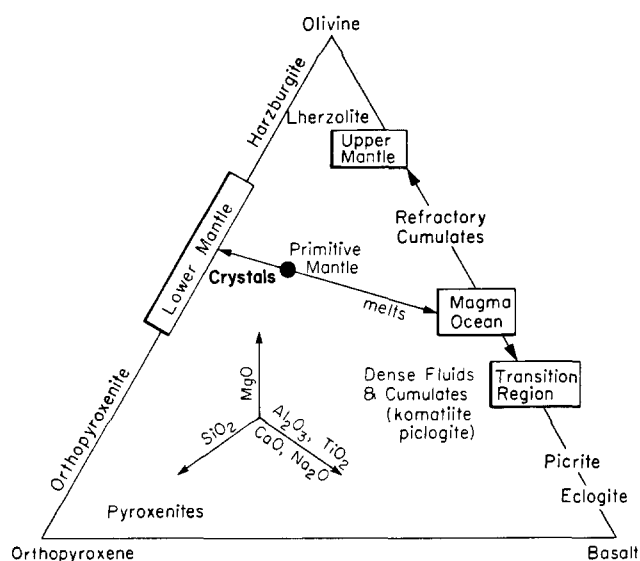 Olivine
Harzburgite
Lherzolite
Upper
Mantle
Refractory
Cumulates
Lower Mantle
Primitive
Mantle
Crystals
melts
Magma
Ocean
MgO
SiO2
Al2O3, TiO2
CaO, Na2O
Dense Fluids
& Cumulates
(komatiite
piclogite)
Transition
Region
Orthopyroxenite
Picrite
Eclogite
Pyroxenites
Orthopyroxene
Basalt